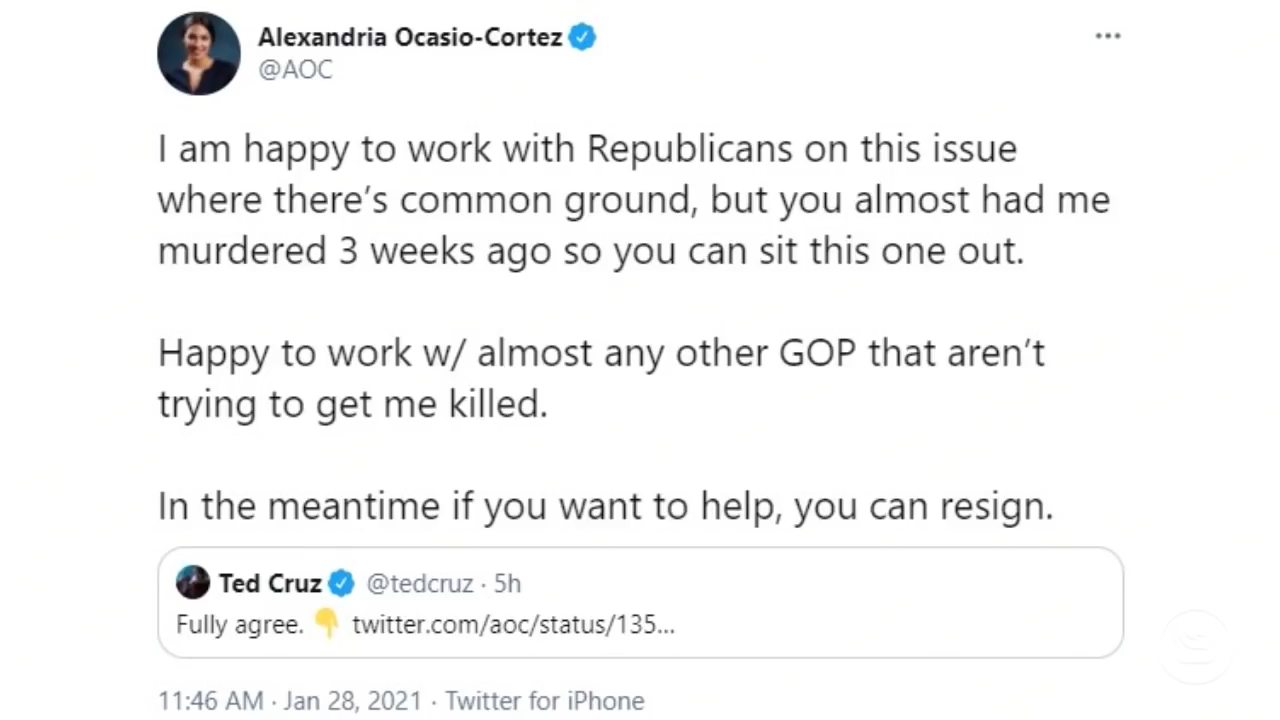 Alexandria Ocasio-Cortez
@AOC
I am happy to work with Republicans on this issue
where there’s common ground, but you almost had me
murdered 3 weeks ago so you can sit this one out.
Happy to work w/ almost any other GOP that aren’t
trying to get me killed.
In the meantime if you want to help, you can resign.
Ted Cruz @tedcruz · 5h
Fully agree. 👇 twitter.com/aoc/status/135...
11:46 AM · Jan 28, 2021 · Twitter for iPhone